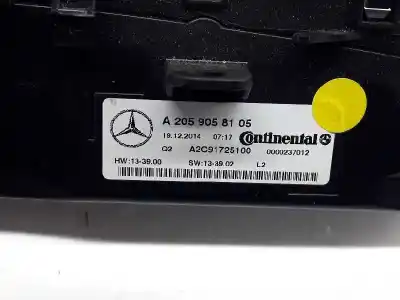 A 205 905 81 05
19.12.2014 07:17 Continental
Q2 A2C91725100 0000237012
HW:13-39.00 SW:13-39.02 L2